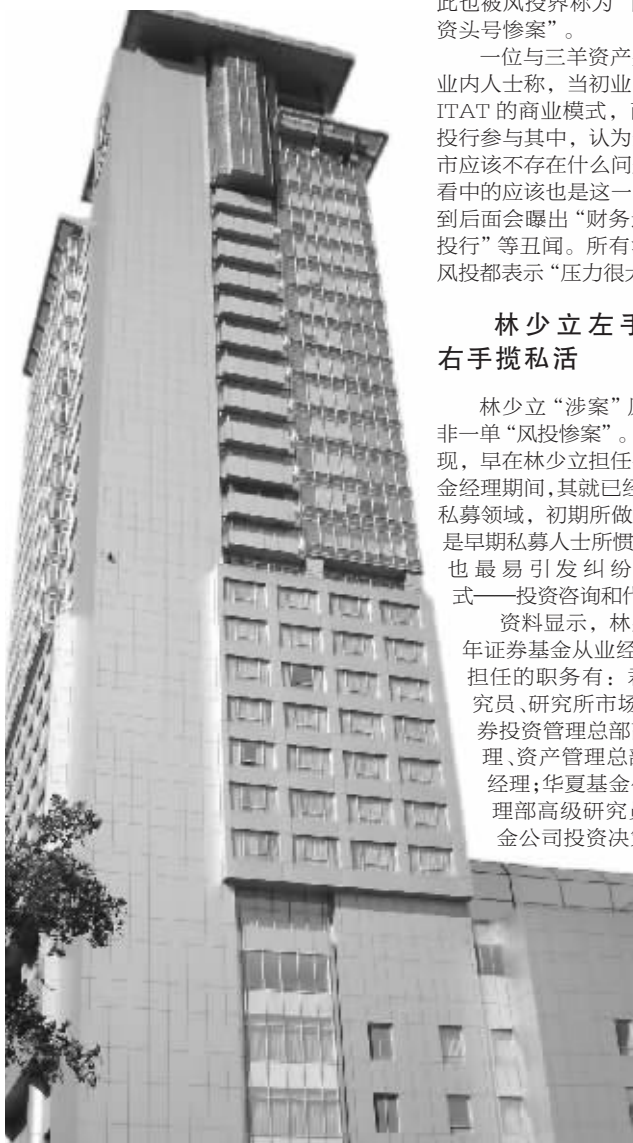 此也被风投界称为“
资头号惨案”。
一位与三羊资产
业内人士称，当初业
ITAT 的商业模式，
投行参与其中，认为
市应该不存在什么问
看中的应该也是这一
到后面会曝出“财务
投行”等丑闻。所有
风投都表示“压力很大
林少立左手
右手揽私活
林少立“涉案”
非一单“风投惨案”。
现，早在林少立担任
金经理期间，其就已经
私募领域，初期所做
是早期私募人士所惯
也最易引发纠纷
式——投资咨询和代
资料显示，林
年证券基金从业经
担任的职务有：
究员、研究所市场
券投资管理总部
理、资产管理总部
经理；华夏基金
理部高级研究员
金公司投资决